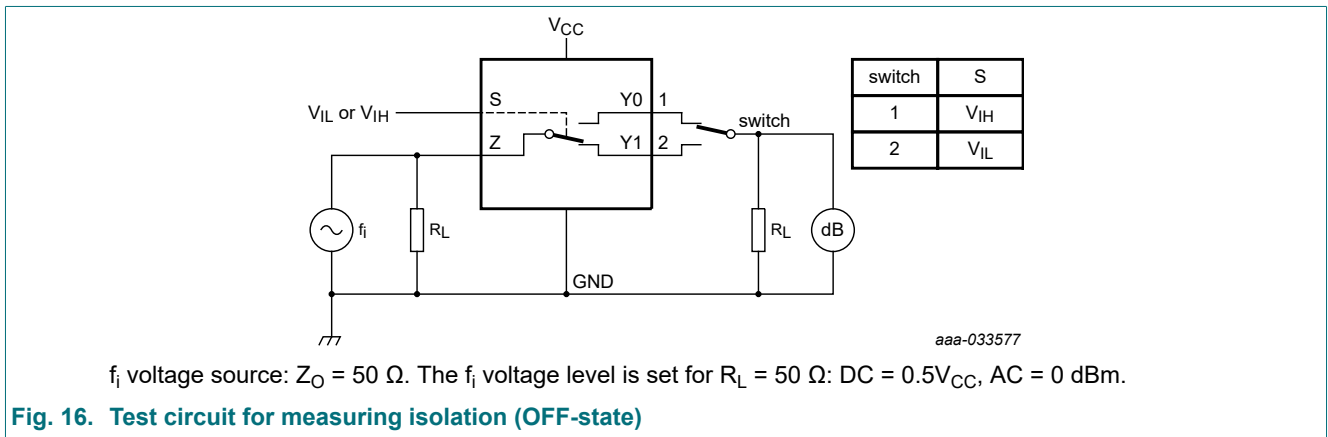 VCC
switch S
1 VIH
2 VIL
VIL or VIH
S
Y0 1
switch
Z
Y1 2
fi
RL
RL
dB
GND
aaa-033577
fi voltage source: ZO = 50 Ω. The fi voltage level is set for RL = 50 Ω: DC = 0.5VCC, AC = 0 dBm.
Fig. 16. Test circuit for measuring isolation (OFF-state)